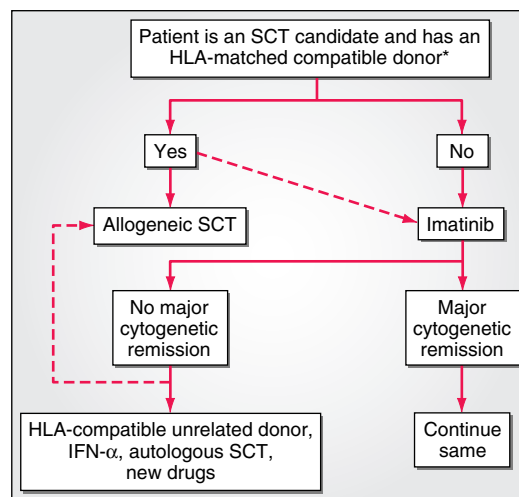 Patient is an SCT candidate and has an
HLA-matched compatible donor*
Yes
No
Allogeneic SCT
Imatinib
No major
cytogenetic
remission
Major
cytogenetic
remission
HLA-compatible unrelated donor,
IFN-α, autologous SCT,
new drugs
Continue
same